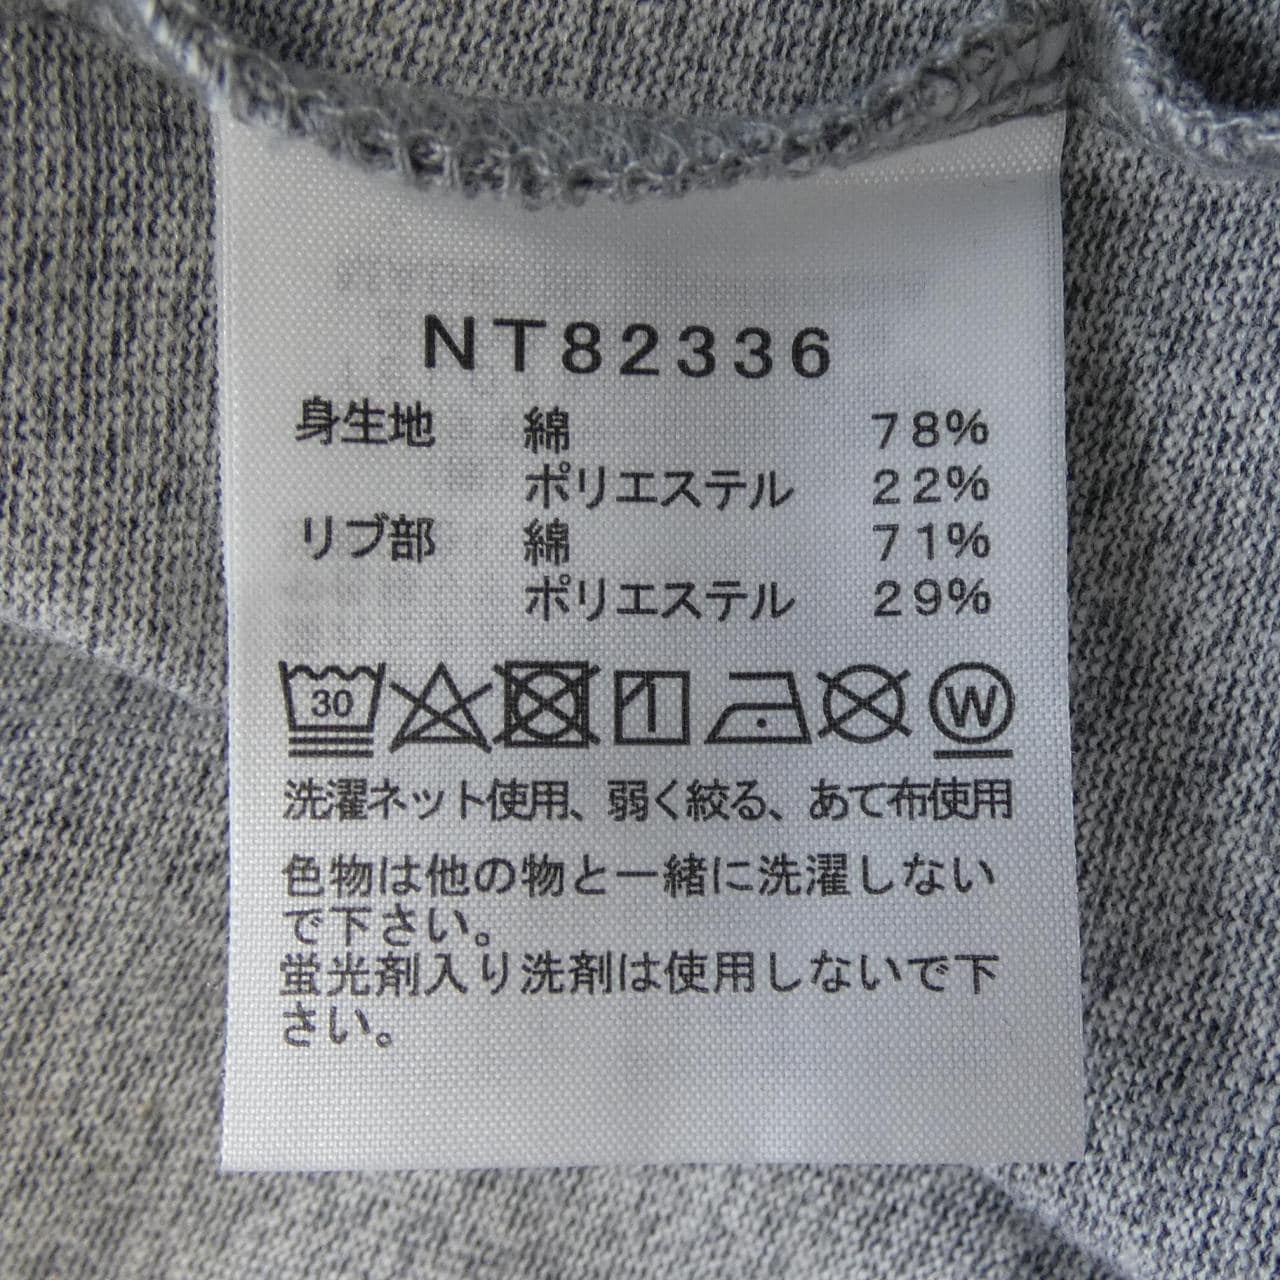 NT82336
身生地 綿 78%
ポリエステル 22%
リブ部 綿 71%
ポリエステル 29%
30 W
洗濯ネット使用、弱く絞る、あて布使用
色物は他の物と一緒に洗濯しない
で下さい。
蛍光剤入り洗剤は使用しないで下
さい。